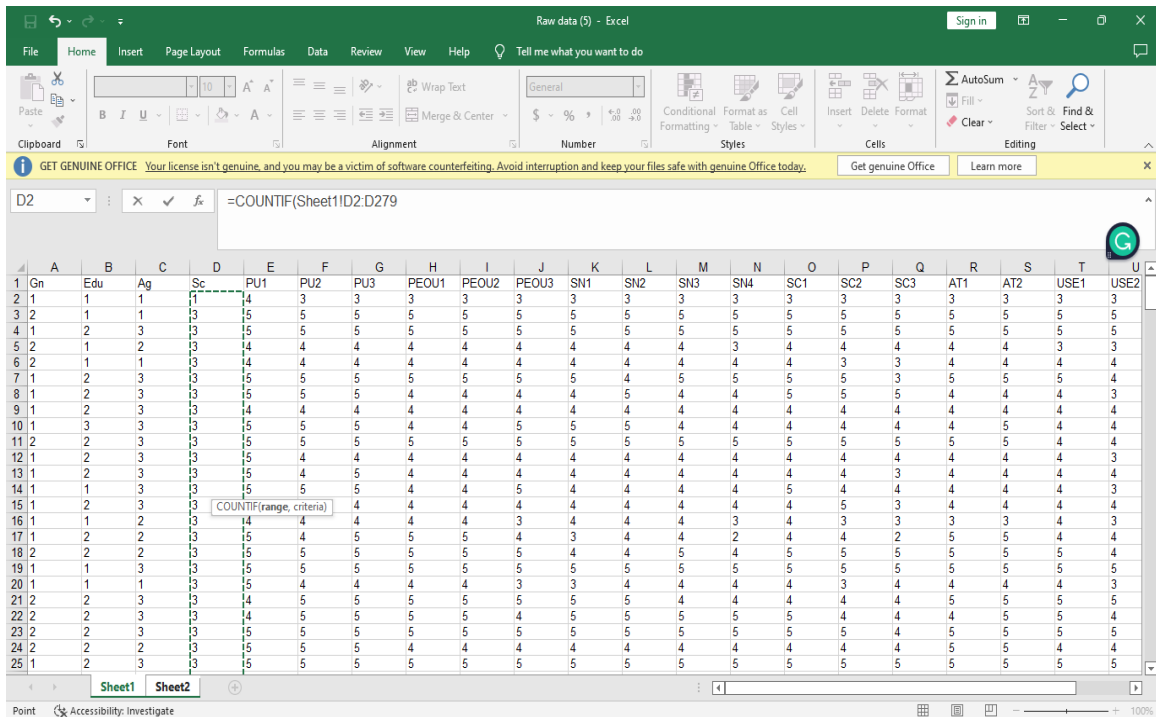 Raw data (5) - Excel
Sign in
File Home Insert Page Layout Formulas Data Review View Help Tell me what you want to do
Paste
Clipboard
10 A A
B I U A
Font
ab Wrap Text
Merge & Center
Alignment
General
$ % , .00 .0
Number
Conditional Formatting
Format as Table
Cell Styles
Styles
Insert Delete Format
Cells
AutoSum
Fill
Clear
Sort & Filter
Find & Select
Editing
GET GENUINE OFFICE Your license isn't genuine, and you may be a victim of software counterfeiting. Avoid interruption and keep your files safe with genuine Office today. Get genuine Office Learn more
D2 fx =COUNTIF(Sheet1!D2:D279
G
A B C D E F G H I J K L M N O P Q R S T U
1 Gn Edu Ag Sc PU1 PU2 PU3 PEOU1 PEOU2 PEOU3 SN1 SN2 SN3 SN4 SC1 SC2 SC3 AT1 AT2 USE1 USE2
2 1 1 1 1 4 3 3 3 3 3 3 3 3 3 3 3 3 3 3 3 3
3 2 1 1 3 5 5 5 5 5 5 5 5 5 5 5 5 5 5 5 5 5
4 1 2 3 3 5 5 5 5 5 5 5 5 5 5 5 5 5 5 5 5 5
5 2 1 2 3 4 4 4 4 4 4 4 4 4 3 4 4 4 4 4 3 3
6 2 1 1 3 4 4 4 4 4 4 4 4 4 4 4 3 3 4 4 4 4
7 1 2 3 3 5 5 5 5 5 5 5 4 5 5 5 5 3 5 5 5 4
8 1 2 3 3 5 5 5 4 4 4 4 5 4 4 5 5 5 4 4 4 3
9 1 2 3 3 4 4 4 4 4 4 4 4 4 4 4 4 4 4 4 4 4
10 1 3 3 3 5 5 5 4 4 5 5 5 4 4 4 4 4 4 5 4 4
11 2 2 3 3 5 5 5 5 5 5 5 5 5 5 5 5 5 5 5 4 4
12 1 2 3 3 5 4 4 4 4 4 4 4 4 4 4 4 4 4 4 4 3
13 1 2 3 3 5 4 5 4 4 4 4 4 4 4 4 4 3 4 4 4 4
14 1 1 3 3 5 5 5 4 4 5 4 4 4 4 5 4 4 4 4 4 3
15 1 2 3 3 COUNTIF(range, criteria) 4 4 4 4 4 4 4 4 4 5 3 4 4 4 4
16 1 1 2 3 4 4 4 4 4 3 4 4 4 3 4 3 3 3 3 4 3
17 1 2 2 3 5 4 5 5 5 4 3 4 4 2 4 4 2 5 5 4 4
18 2 2 2 3 5 5 5 5 5 5 4 4 5 4 5 5 5 5 5 5 4
19 1 1 3 3 5 5 5 5 5 5 5 5 5 5 5 5 5 5 5 5 5
20 1 1 1 3 5 4 4 4 4 3 3 4 4 4 4 3 4 4 4 4 3
21 2 2 3 3 4 5 5 5 5 5 5 5 4 4 4 4 4 5 5 5 5
22 2 2 3 3 4 5 5 5 5 4 5 5 5 5 5 4 4 4 5 5 4
23 2 2 3 3 5 5 5 5 5 5 5 5 5 5 5 5 4 5 5 5 5
24 2 2 3 3 5 5 5 4 4 4 4 4 4 4 4 4 4 5 5 4 4
25 1 2 3 3 5 5 5 5 5 5 5 5 5 5 5 5 5 5 5 5 5
Sheet1 Sheet2
Point Accessibility: Investigate 100%